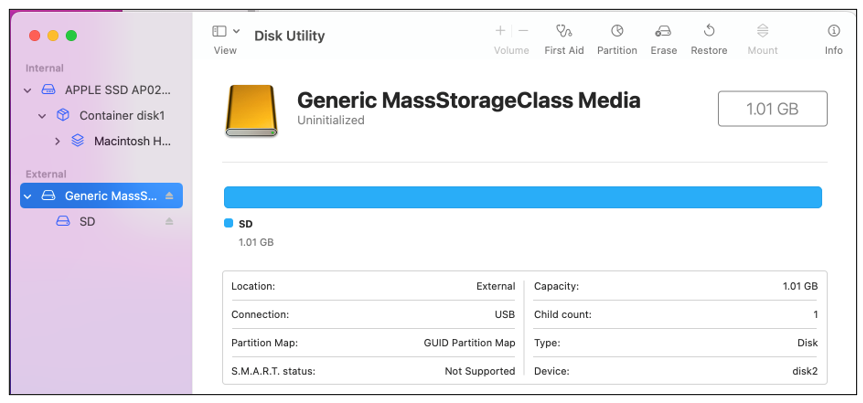 View
Disk Utility
Volume
First Aid
Partition
Erase
Restore
Mount
Info
Internal
APPLE SSD AP02...
Container disk1
Macintosh H...
External
Generic MassS...
SD
Generic MassStorageClass Media
Uninitialized
1.01 GB
SD
1.01 GB
Location: External
Connection: USB
Partition Map: GUID Partition Map
S.M.A.R.T. status: Not Supported
Capacity: 1.01 GB
Child count: 1
Type: Disk
Device: disk2